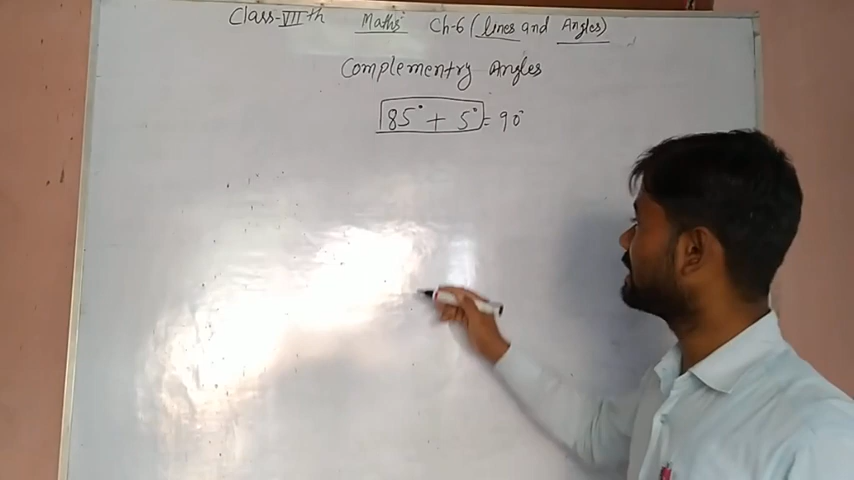 Class-VIIth Maths Ch-6 (lines and Angles)
Complementry Angles
85° + 5° = 90°